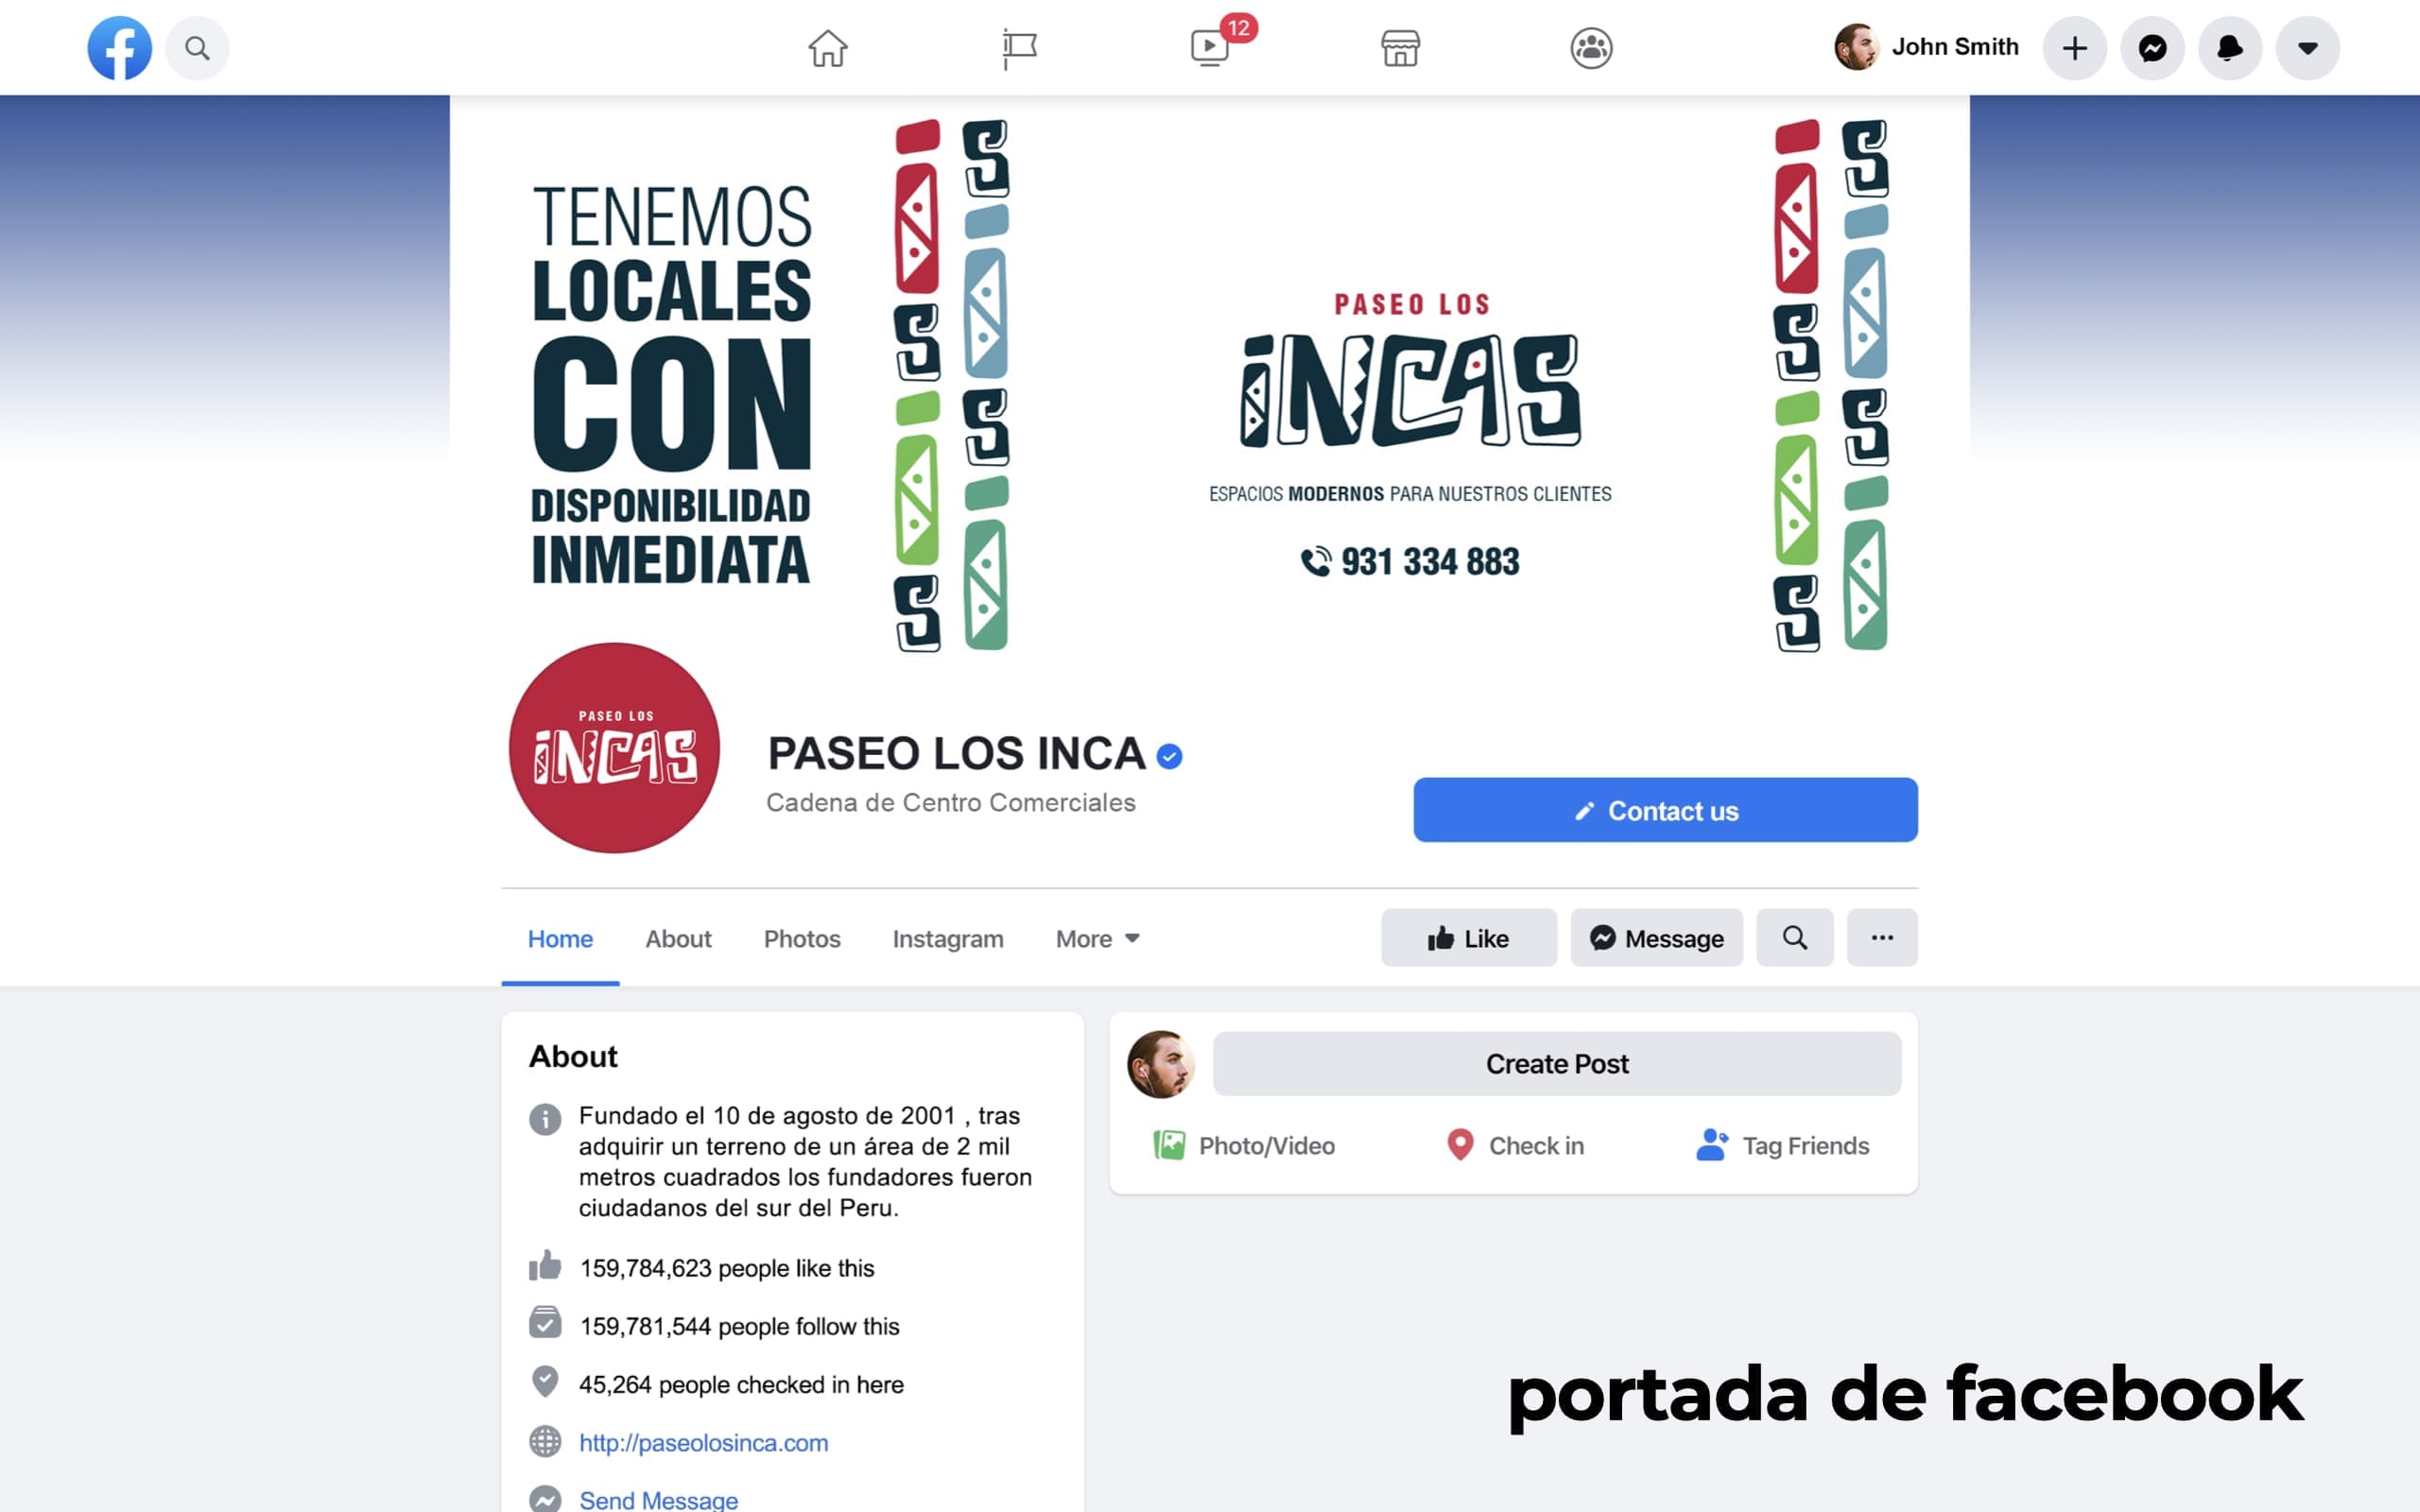 12
John Smith
TENEMOS
LOCALES
CON
DISPONIBILIDAD
INMEDIATA
PASEO LOS
INCAS
ESPACIOS MODERNOS PARA NUESTROS CLIENTES
931 334 883
PASEO LOS
INCAS
PASEO LOS INCA
Cadena de Centro Comerciales
Contact us
Home About Photos Instagram More
Like Message
About
Fundado el 10 de agosto de 2001 , tras
adquirir un terreno de un área de 2 mil
metros cuadrados los fundadores fueron
ciudadanos del sur del Peru.
159,784,623 people like this
159,781,544 people follow this
45,264 people checked in here
http://paseolosinca.com
Send Message
Create Post
Photo/Video Check in Tag Friends
portada de facebook